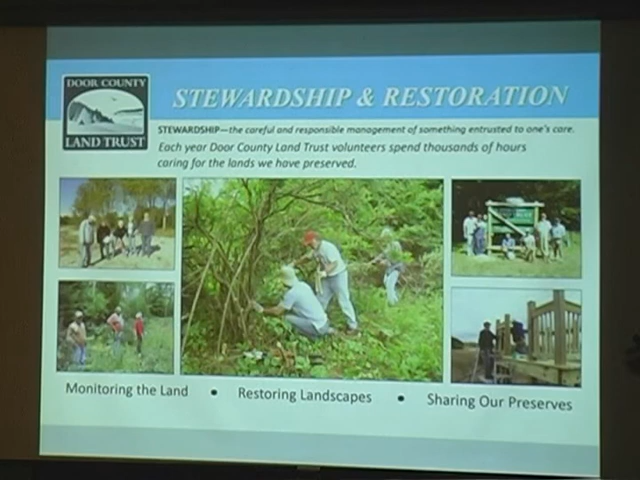 DOOR COUNTY
LAND TRUST
STEWARDSHIP & RESTORATION
STEWARDSHIP—the careful and responsible management of something entrusted to one's care.
Each year Door County Land Trust volunteers spend thousands of hours
caring for the lands we have preserved.
Monitoring the Land • Restoring Landscapes • Sharing Our Preserves